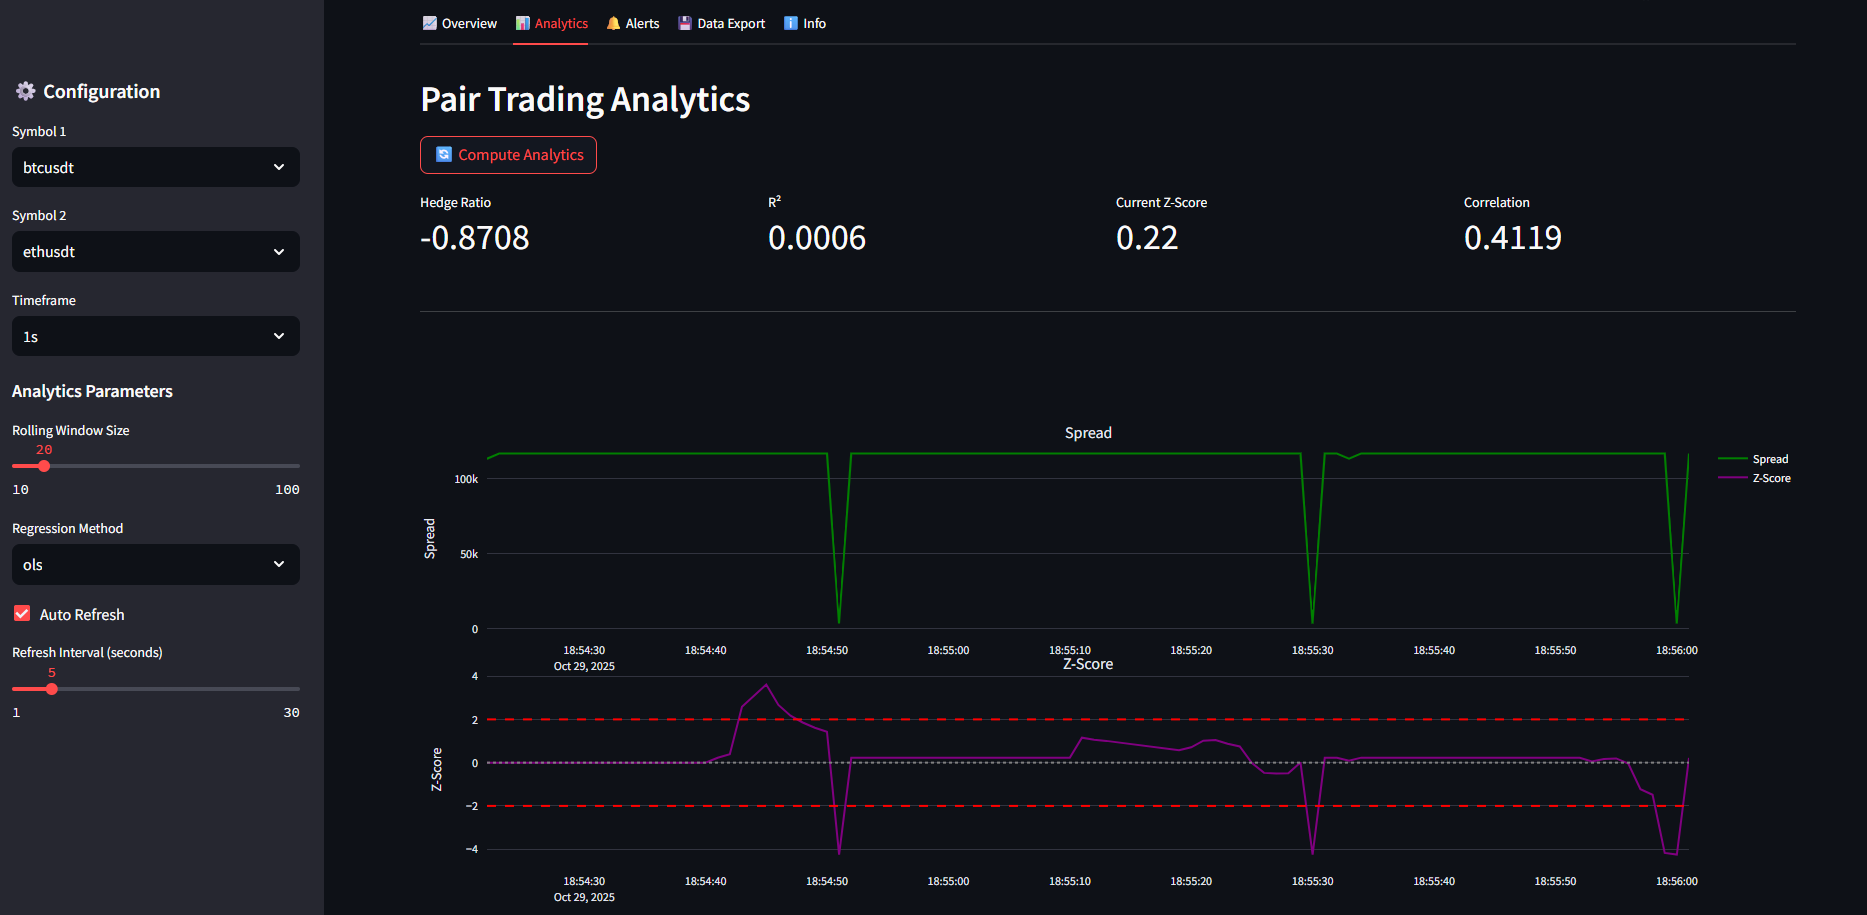 Overview Analytics Alerts Data Export Info
Configuration
Symbol 1
btcusdt
Symbol 2
ethusdt
Timeframe
1s
Analytics Parameters
Rolling Window Size
20
10 100
Regression Method
ols
Auto Refresh
Refresh Interval (seconds)
5
1 30
Pair Trading Analytics
Compute Analytics
Hedge Ratio R² Current Z-Score Correlation
-0.8708 0.0006 0.22 0.4119
Spread
Spread
Z-Score
100k
50k
0
Spread
18:54:30 18:54:40 18:54:50 18:55:00 18:55:10 18:55:20 18:55:30 18:55:40 18:55:50 18:56:00
Oct 29, 2025
Z-Score
4
2
0
−2
−4
Z-Score
18:54:30 18:54:40 18:54:50 18:55:00 18:55:10 18:55:20 18:55:30 18:55:40 18:55:50 18:56:00
Oct 29, 2025